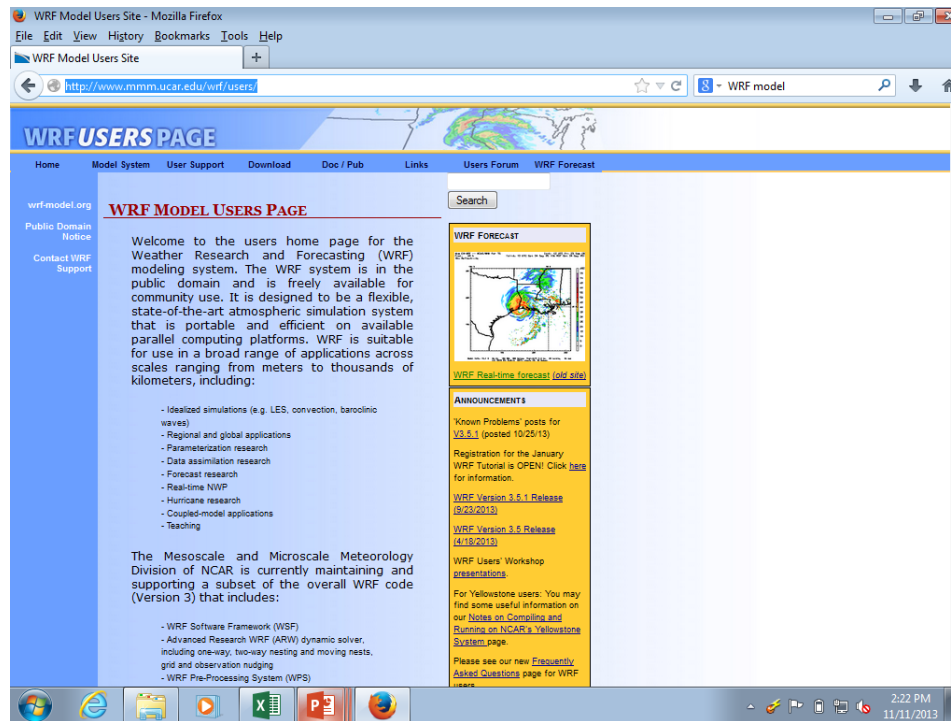 WRF Model Users Site - Mozilla Firefox
File Edit View History Bookmarks Tools Help
WRF Model Users Site
http://www.mmm.ucar.edu/wrf/users/
WRF model
WRF USERS PAGE
Home Model System User Support Download Doc / Pub Links Users Forum WRF Forecast
wrf-model.org
Public Domain
Notice
Contact WRF
Support
WRF MODEL USERS PAGE
Welcome to the users home page for the
Weather Research and Forecasting (WRF)
modeling system. The WRF system is in the
public domain and is freely available for
community use. It is designed to be a flexible,
state-of-the-art atmospheric simulation system
that is portable and efficient on available
parallel computing platforms. WRF is suitable
for use in a broad range of applications across
scales ranging from meters to thousands of
kilometers, including:
- Idealized simulations (e.g. LES, convection, baroclinic
waves)
- Regional and global applications
- Parameterization research
- Data assimilation research
- Forecast research
- Real-time NWP
- Hurricane research
- Coupled-model applications
- Teaching
The Mesoscale and Microscale Meteorology
Division of NCAR is currently maintaining and
supporting a subset of the overall WRF code
(Version 3) that includes:
- WRF Software Framework (WSF)
- Advanced Research WRF (ARW) dynamic solver,
including one-way, two-way nesting and moving nests,
grid and observation nudging
- WRF Pre-Processing System (WPS)
Search
WRF FORECAST
WRF Real-time forecast (old site)
ANNOUNCEMENTS
'Known Problems' posts for
V3.5.1 (posted 10/25/13)
Registration for the January
WRF Tutorial is OPEN! Click here
for information.
WRF Version 3.5.1 Release
(9/23/2013)
WRF Version 3.5 Release
(4/18/2013)
WRF Users' Workshop
presentations.
For Yellowstone users: You may
find some useful information on
our Notes on Compiling and
Running on NCAR's Yellowstone
System page.
Please see our new Frequently
Asked Questions page for WRF
users
2:22 PM
11/11/2013